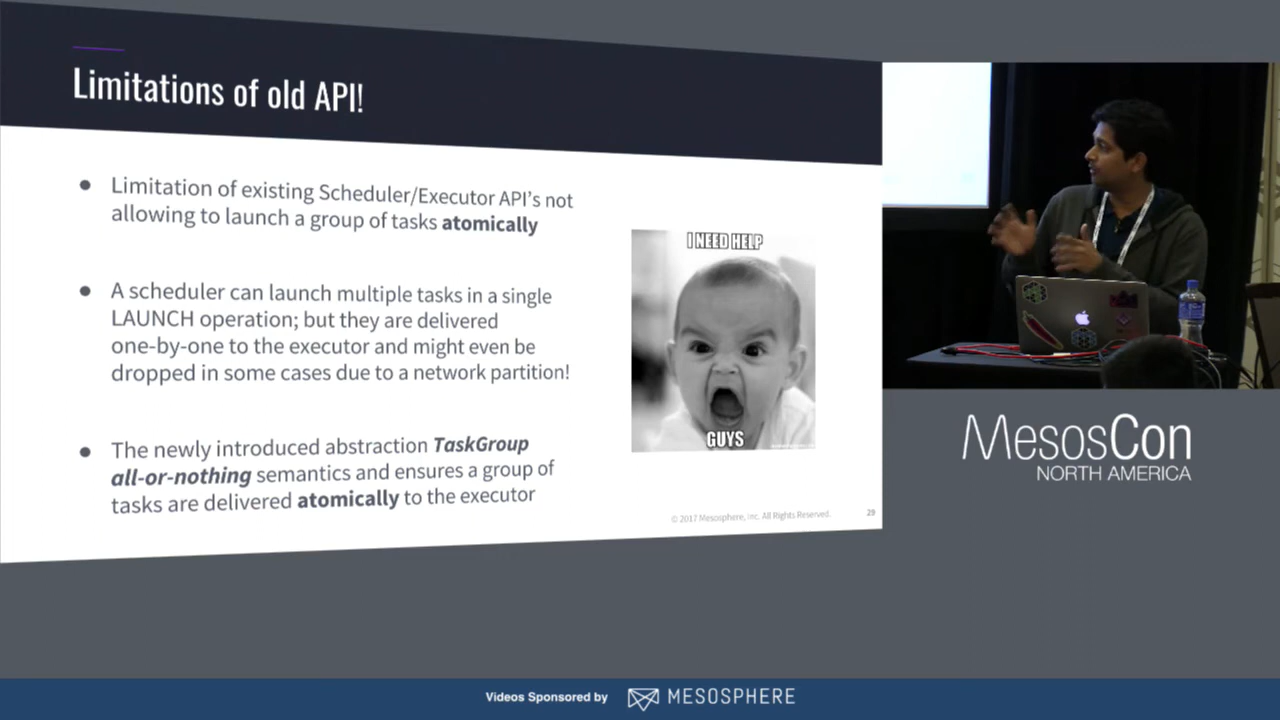 Limitations of old API!
● Limitation of existing Scheduler/Executor API's not
allowing to launch a group of tasks atomically
● A scheduler can launch multiple tasks in a single
LAUNCH operation; but they are delivered
one-by-one to the executor and might even be
dropped in some cases due to a network partition!
● The newly introduced abstraction TaskGroup
all-or-nothing semantics and ensures a group of
tasks are delivered atomically to the executor
I NEED HELP
GUYS
© 2017 Mesosphere, Inc. All Rights Reserved.
29
MesosCon
NORTH AMERICA
Videos Sponsored by
MESOSPHERE